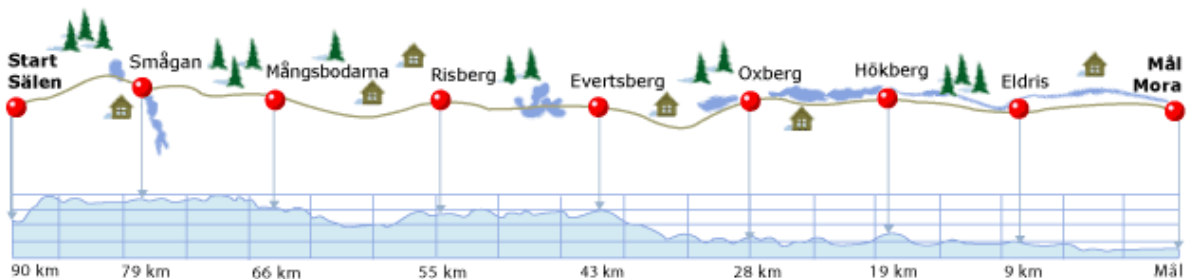 Start
Sälen
Smågan
Mångsbodarna
Risberg
Evertsberg
Oxberg
Hökberg
Eldris
Mål
Mora
90 km
79 km
66 km
55 km
43 km
28 km
19 km
9 km
Mål